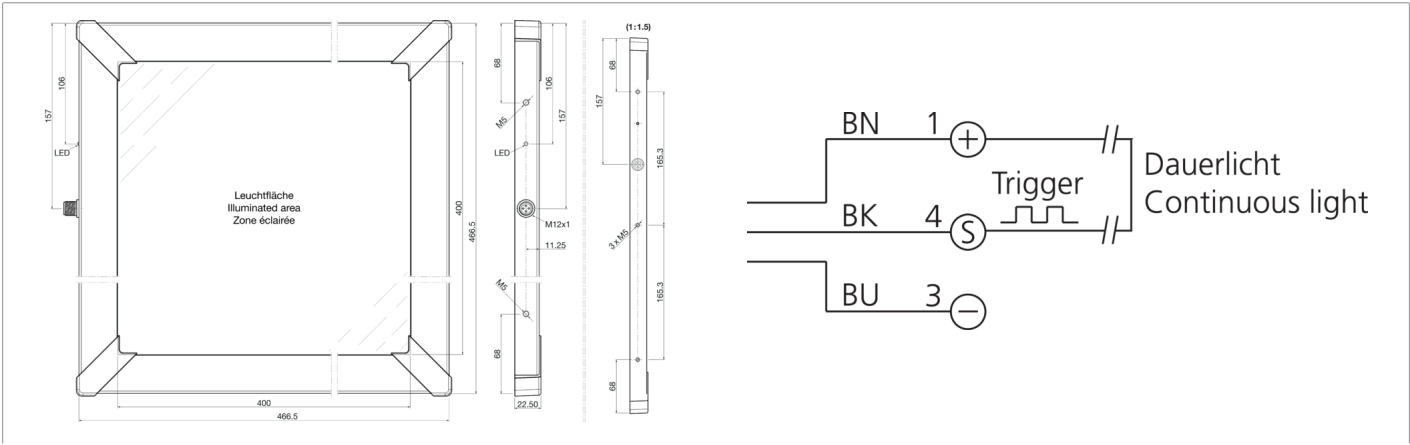 106
157
LED
Leuchtfläche
Illuminated area
Zone éclairée
400
466.5
400
466.5
68
106
157
M5
LED
M12x1
11.25
M5
68
22.50
(1:1.5)
68
157
165.3
3 x M5
165.3
68
BN 1 +
Trigger
BK 4 S
BU 3 −
Dauerlicht
Continuous light